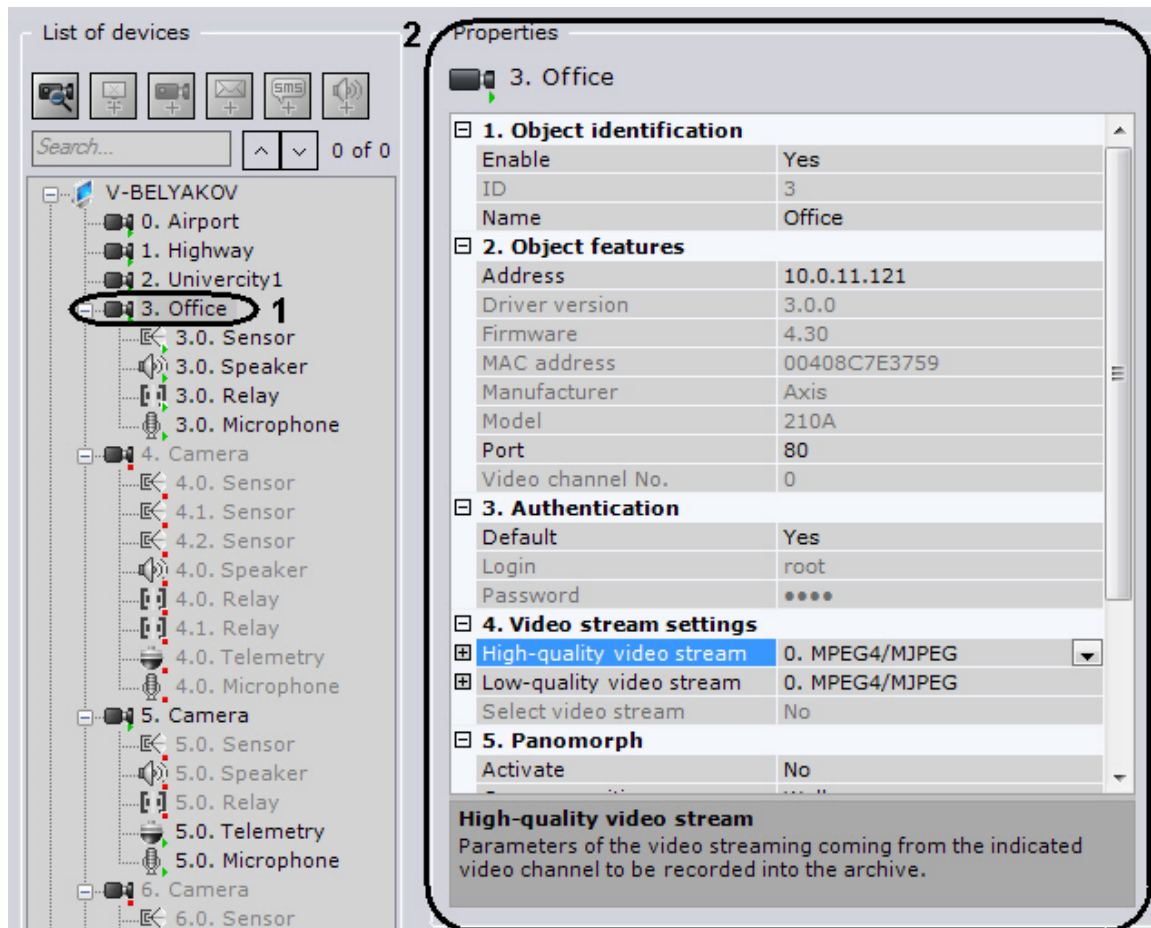 List of devices
Search...
0 of 0
V-BELYAKOV
0. Airport
1. Highway
2. Univercity1
3. Office 1
3.0. Sensor
3.0. Speaker
3.0. Relay
3.0. Microphone
4. Camera
4.0. Sensor
4.1. Sensor
4.2. Sensor
4.0. Speaker
4.0. Relay
4.1. Relay
4.0. Telemetry
4.0. Microphone
5. Camera
5.0. Sensor
5.0. Speaker
5.0. Relay
5.0. Telemetry
5.0. Microphone
6. Camera
6.0. Sensor
2
Properties
3. Office
1. Object identification
Enable Yes
ID 3
Name Office
2. Object features
Address 10.0.11.121
Driver version 3.0.0
Firmware 4.30
MAC address 00408C7E3759
Manufacturer Axis
Model 210A
Port 80
Video channel No. 0
3. Authentication
Default Yes
Login root
Password ●●●●
4. Video stream settings
High-quality video stream 0. MPEG4/MJPEG
Low-quality video stream 0. MPEG4/MJPEG
Select video stream No
5. Panomorph
Activate No
High-quality video stream
Parameters of the video streaming coming from the indicated
video channel to be recorded into the archive.